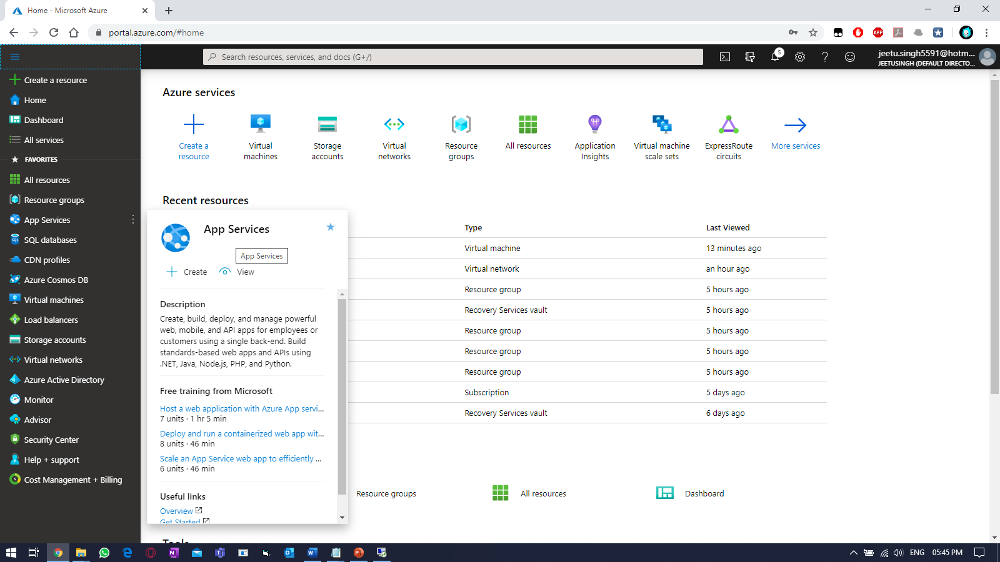 Home - Microsoft Azure
portal.azure.com/#home
ABP
Search resources, services, and docs (G+/)
5
jeetu.singh5591@hotm...
JEETUSINGH (DEFAULT DIRECTO...
Create a resource
Home
Dashboard
All services
FAVORITES
All resources
Resource groups
App Services
SQL databases
CDN profiles
Azure Cosmos DB
Virtual machines
Load balancers
Storage accounts
Virtual networks
Azure Active Directory
Monitor
Advisor
Security Center
Help + support
Cost Management + Billing
Azure services
Create a resource
Virtual machines
Storage accounts
Virtual networks
Resource groups
All resources
Application Insights
Virtual machine scale sets
ExpressRoute circuits
More services
Recent resources
Type Last Viewed
Virtual machine 13 minutes ago
Virtual network an hour ago
Resource group 5 hours ago
Recovery Services vault 5 hours ago
Resource group 5 hours ago
Resource group 5 hours ago
Resource group 5 hours ago
Subscription 5 days ago
Recovery Services vault 6 days ago
App Services
App Services
Create View
Description
Create, build, deploy, and manage powerful
web, mobile, and API apps for employees or
customers using a single back-end. Build
standards-based web apps and APIs using
.NET, Java, Node.js, PHP, and Python.
Free training from Microsoft
Host a web application with Azure App servi...
7 units · 1 hr 5 min
Deploy and run a containerized web app wit...
8 units · 46 min
Scale an App Service web app to efficiently ...
6 units · 46 min
Useful links
Overview
Get Started
Resource groups All resources Dashboard
Tools
ENG 05:45 PM